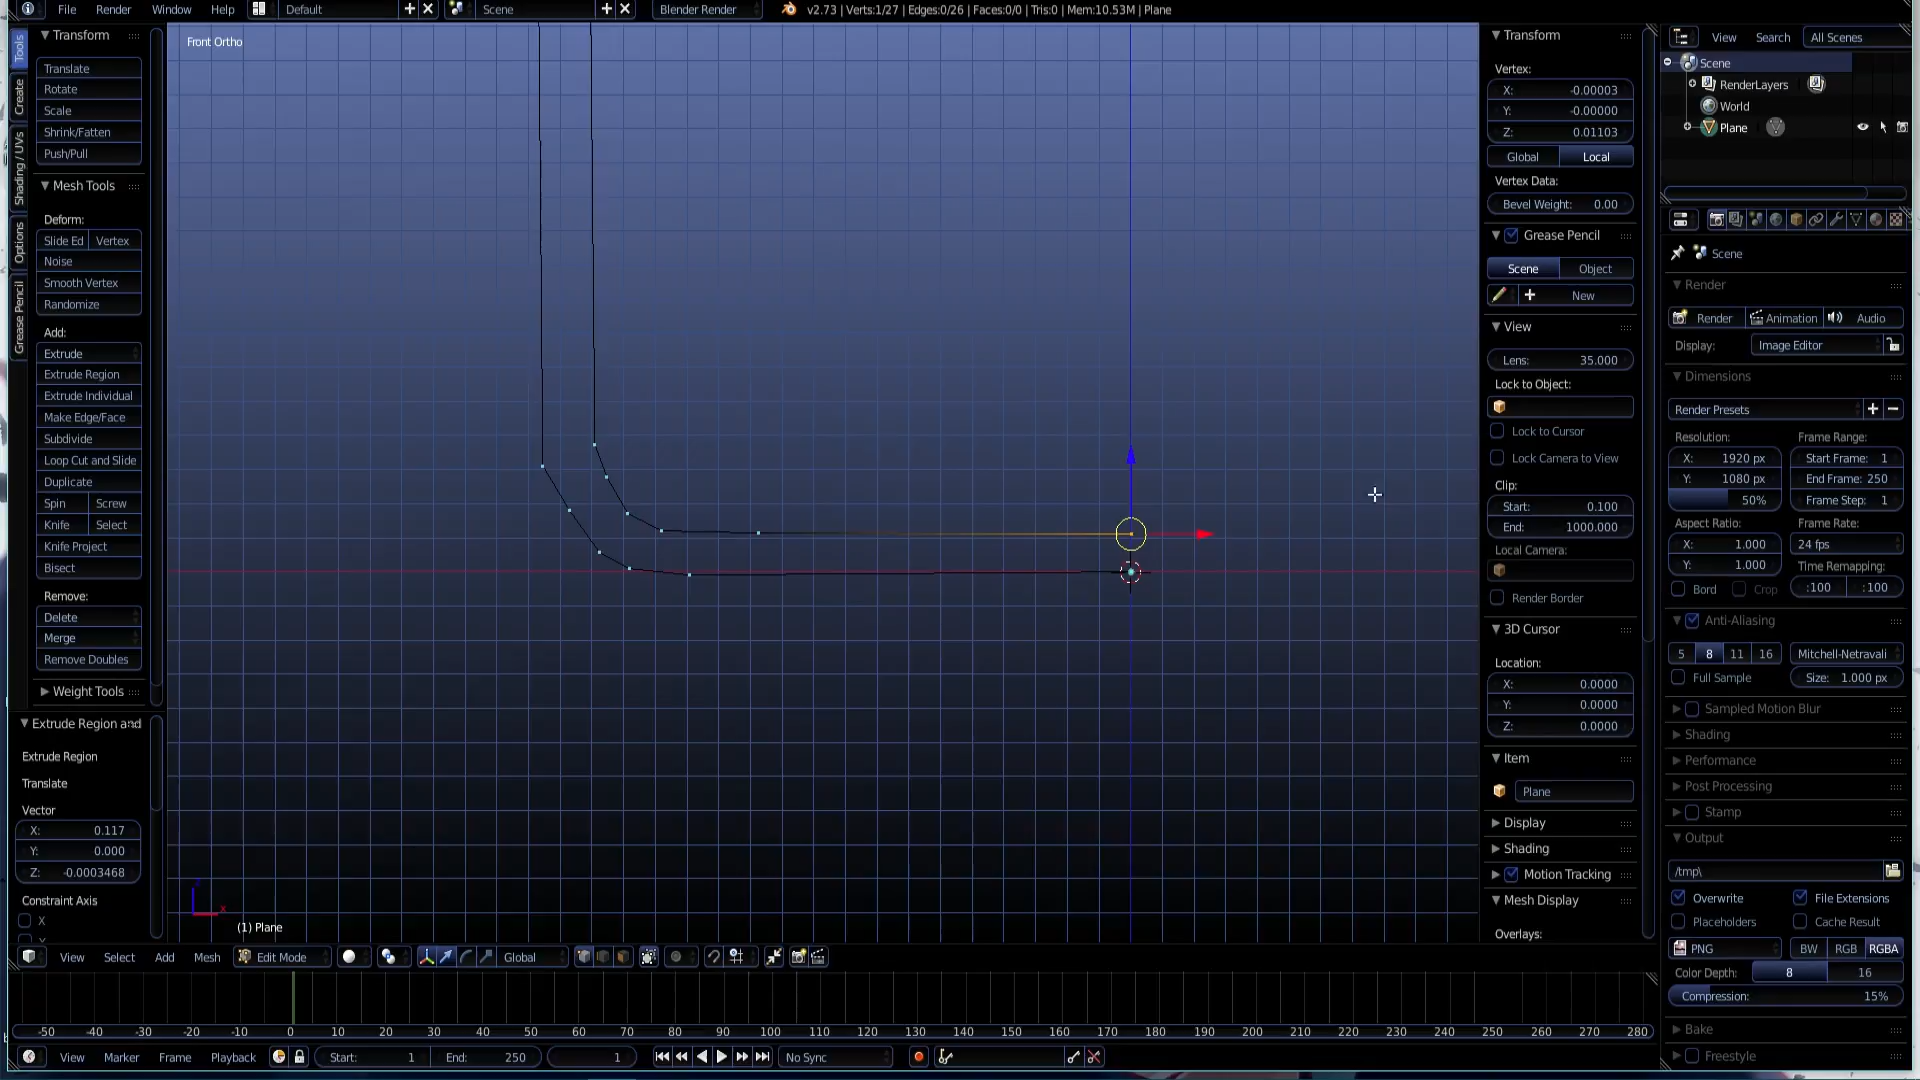 File Render Window Help Default Scene Blender Render v2.73 | Verts:1/27 | Edges:0/26 | Faces:0/0 | Tris:0 | Mem:10.53M | Plane
Tools
Create
Shading / UVs
Options
Grease Pencil
Transform
Translate
Rotate
Scale
Shrink/Fatten
Push/Pull
Mesh Tools
Deform:
Slide Ed Vertex
Noise
Smooth Vertex
Randomize
Add:
Extrude
Extrude Region
Extrude Individual
Make Edge/Face
Subdivide
Loop Cut and Slide
Duplicate
Spin Screw
Knife Select
Knife Project
Bisect
Remove:
Delete
Merge
Remove Doubles
Weight Tools
Extrude Region and
Extrude Region
Translate
Vector
X: 0.117
Y: 0.000
Z: -0.0003468
Constraint Axis
X
Front Ortho
(1) Plane
Transform
Vertex:
X: -0.00003
Y: -0.00000
Z: 0.01103
Global Local
Vertex Data:
Bevel Weight: 0.00
Grease Pencil
Scene Object
New
View
Lens: 35.000
Lock to Object:
Lock to Cursor
Lock Camera to View
Clip:
Start: 0.100
End: 1000.000
Local Camera:
Render Border
3D Cursor
Location:
X: 0.0000
Y: 0.0000
Z: 0.0000
Item
Plane
Display
Shading
Motion Tracking
Mesh Display
Overlays:
View Search All Scenes
Scene
RenderLayers
World
Plane
Scene
Render
Render Animation Audio
Display: Image Editor
Dimensions
Render Presets
Resolution: Frame Range:
X: 1920 px Start Frame: 1
Y: 1080 px End Frame: 250
50% Frame Step: 1
Aspect Ratio: Frame Rate:
X: 1.000 24 fps
Y: 1.000 Time Remapping:
Bord Crop :100 :100
Anti-Aliasing
5 8 11 16 Mitchell-Netravali
Full Sample Size: 1.000 px
Sampled Motion Blur
Shading
Performance
Post Processing
Stamp
Output
/tmp\
Overwrite File Extensions
Placeholders Cache Result
PNG BW RGB RGBA
Color Depth: 8 16
Compression: 15%
Bake
Freestyle
View Select Add Mesh Edit Mode Global
-50 -40 -30 -20 -10 0 10 20 30 40 50 60 70 80 90 100 110 120 130 140 150 160 170 180 190 200 210 220 230 240 250 260 270 280
View Marker Frame Playback Start: 1 End: 250 1 No Sync